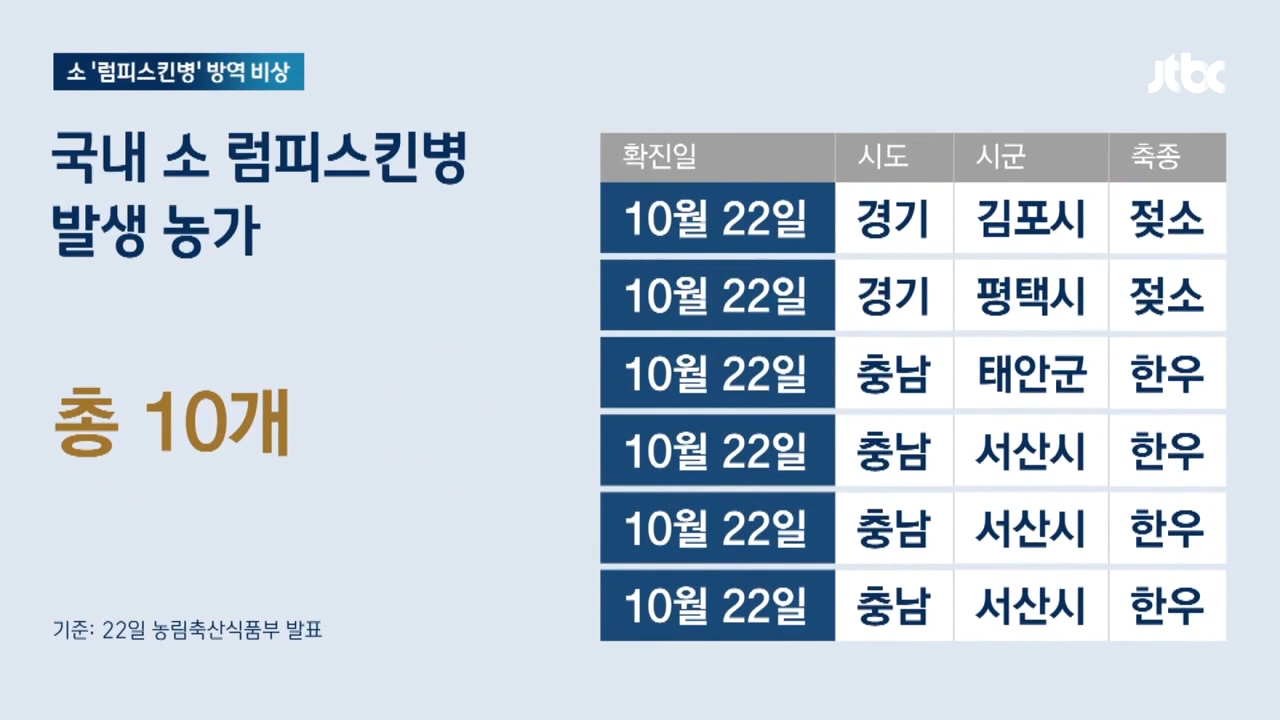 소 '럼피스킨병' 방역 비상
jtbc
국내 소 럼피스킨병
발생 농가
총 10개
기준: 22일 농림축산식품부 발표
확진일 시도 시군 축종
10월 22일 경기 김포시 젖소
10월 22일 경기 평택시 젖소
10월 22일 충남 태안군 한우
10월 22일 충남 서산시 한우
10월 22일 충남 서산시 한우
10월 22일 충남 서산시 한우